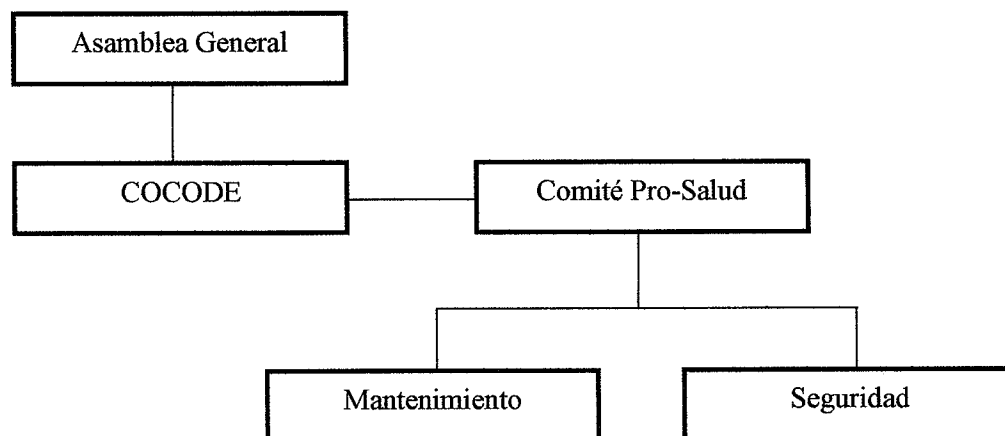 Asamblea General
COCODE
Comité Pro-Salud
Mantenimiento
Seguridad